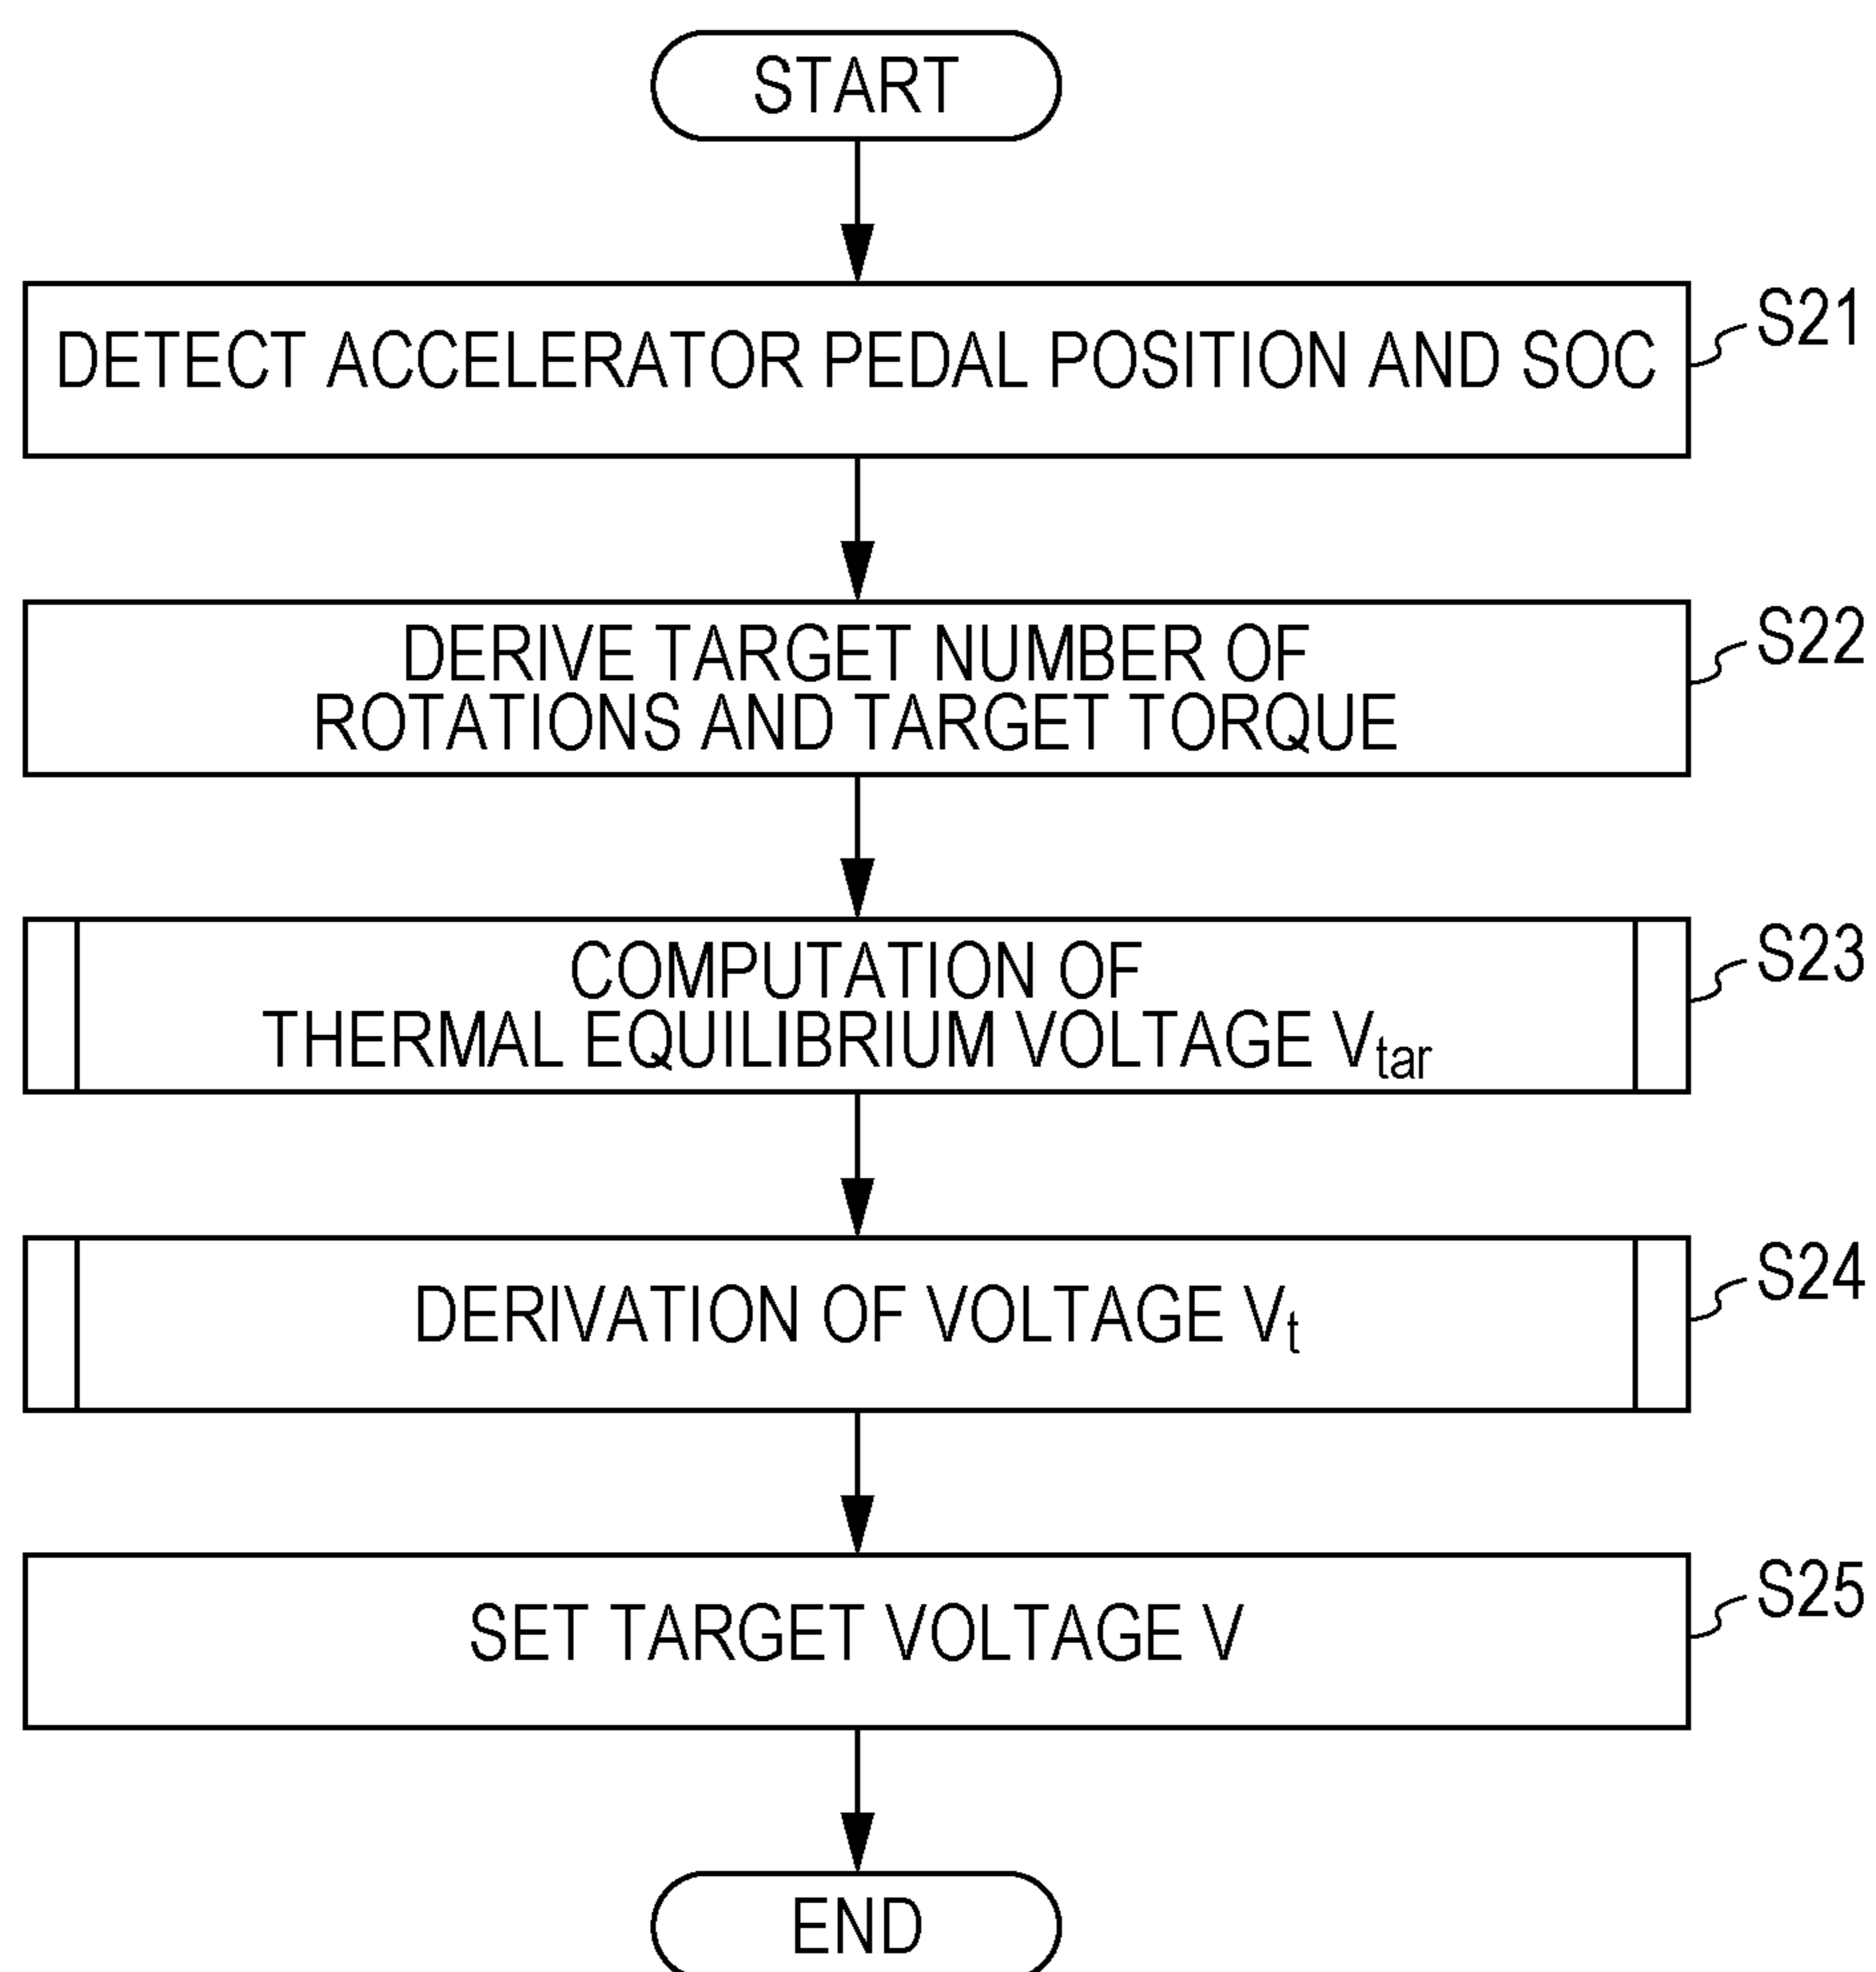 START
DETECT ACCELERATOR PEDAL POSITION AND SOC
S21
DERIVE TARGET NUMBER OF
ROTATIONS AND TARGET TORQUE
S22
COMPUTATION OF
THERMAL EQUILIBRIUM VOLTAGE Vtar
S23
DERIVATION OF VOLTAGE Vt
S24
SET TARGET VOLTAGE V
S25
END